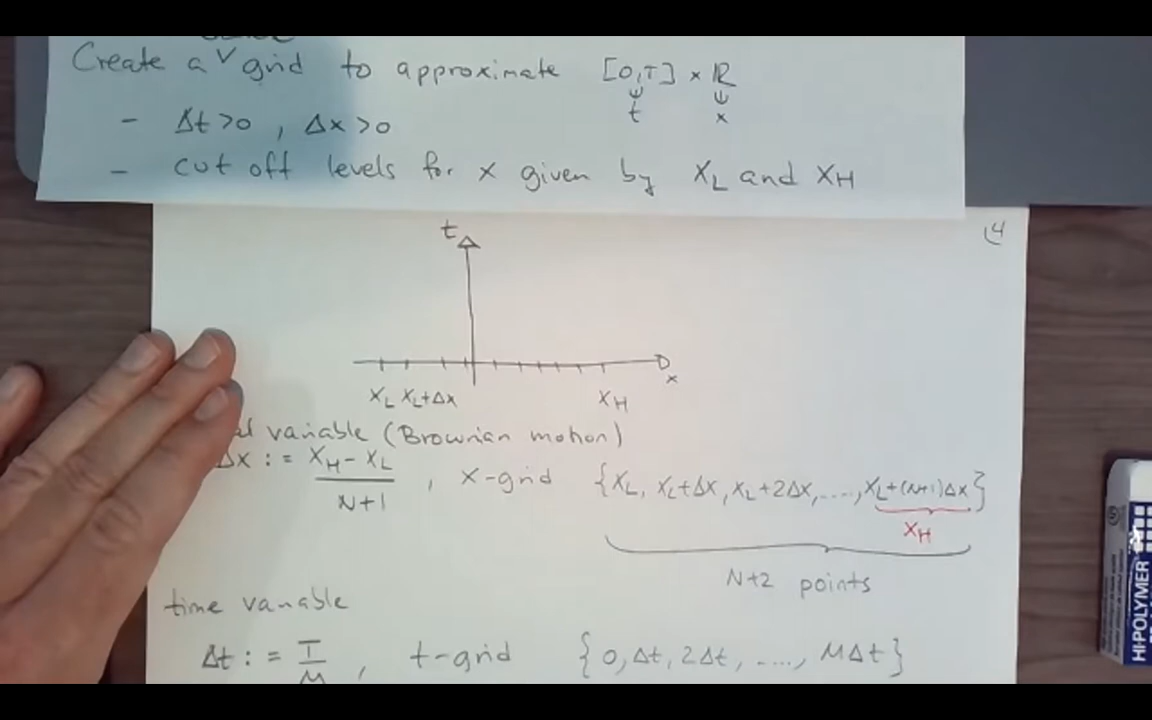 Create a grid to approximate [0,T] × ℝ
t x
- Δt>0 , Δx>0
- cut off levels for x given by X_L and X_H
4
t
x
X_L X_L+Δx X_H
variable (Brownian motion)
Δx := (X_H - X_L)/(N+1) , x-grid {X_L, X_L+Δx, X_L+2Δx, ...., X_L+(N+1)Δx}
X_H
N+2 points
time variable
Δt := T/M , t-grid {0, Δt, 2Δt, ...., MΔt}
HI-POLYMER